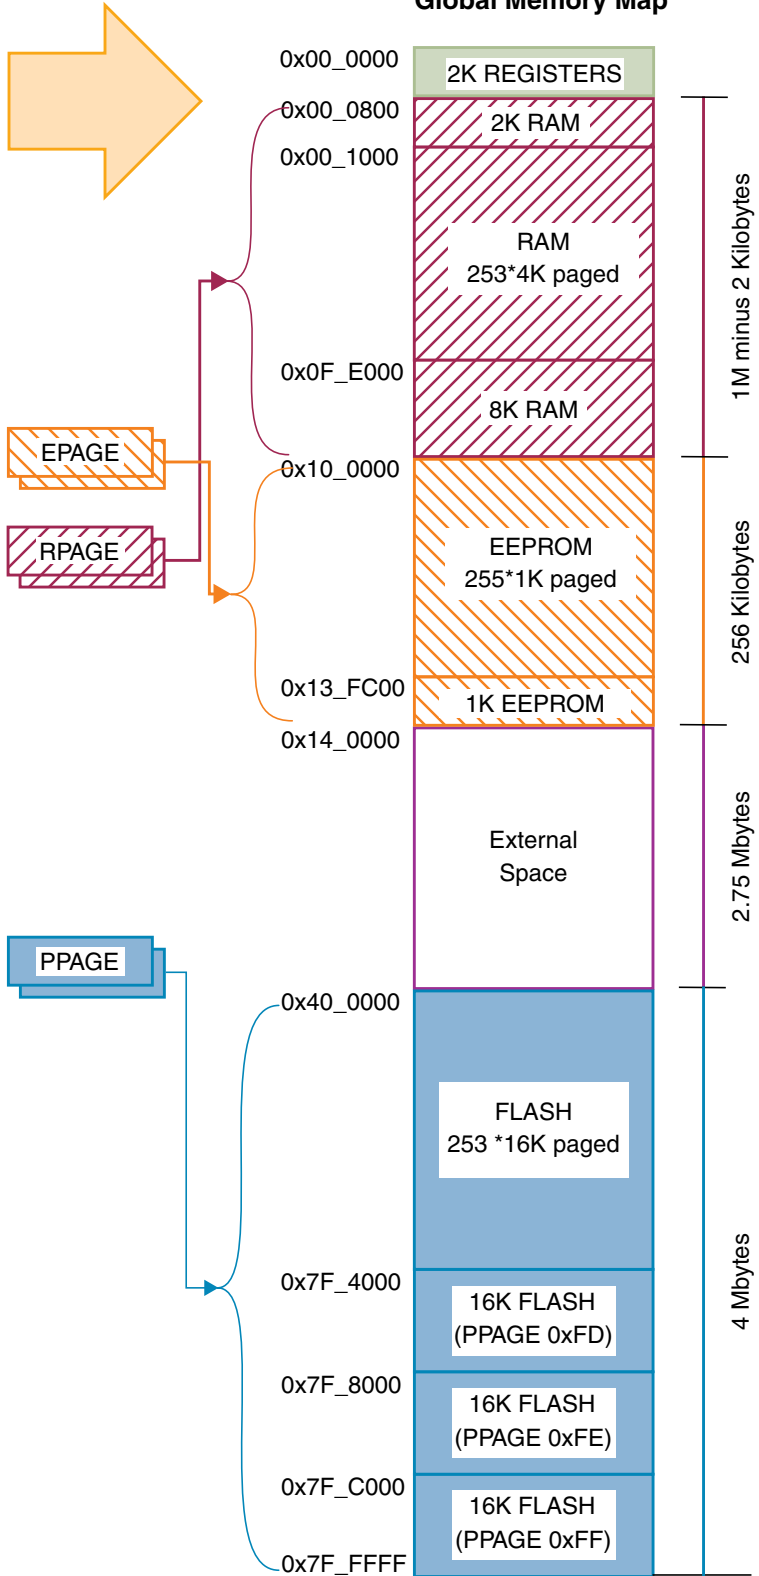 Global Memory Map
0x00_0000
2K REGISTERS
0x00_0800
2K RAM
0x00_1000
RAM
253*4K paged
1M minus 2 Kilobytes
0x0F_E000
8K RAM
EPAGE
0x10_0000
RPAGE
EEPROM
255*1K paged
256 Kilobytes
0x13_FC00
1K EEPROM
0x14_0000
External
Space
2.75 Mbytes
PPAGE
0x40_0000
FLASH
253 *16K paged
0x7F_4000
16K FLASH
(PPAGE 0xFD)
4 Mbytes
0x7F_8000
16K FLASH
(PPAGE 0xFE)
0x7F_C000
16K FLASH
(PPAGE 0xFF)
0x7F_FFFF